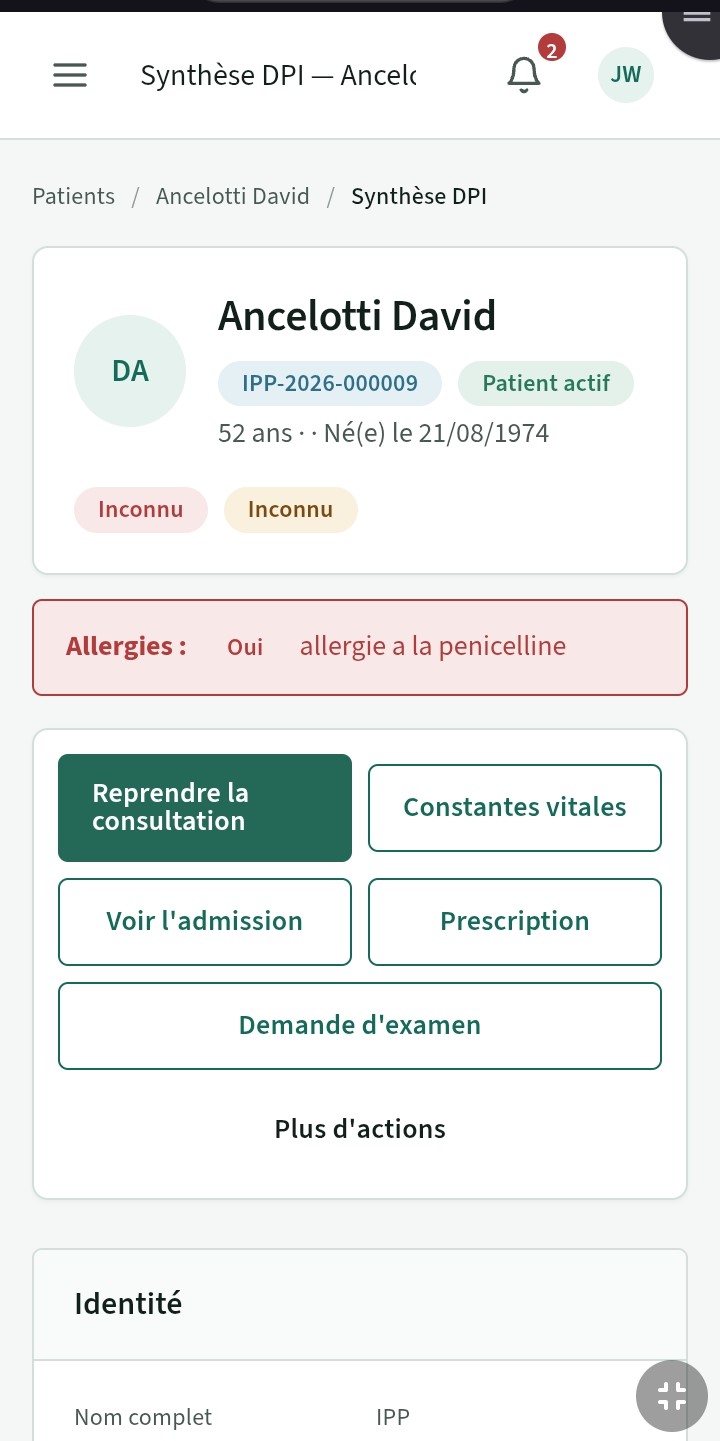 Synthèse DPI — Ancelo
2
JW
Patients / Ancelotti David / Synthèse DPI
DA
Ancelotti David
IPP-2026-000009
Patient actif
52 ans · · Né(e) le 21/08/1974
Inconnu
Inconnu
Allergies : Oui allergie a la penicelline
Reprendre la
consultation
Constantes vitales
Voir l'admission
Prescription
Demande d'examen
Plus d'actions
Identité
Nom complet
IPP